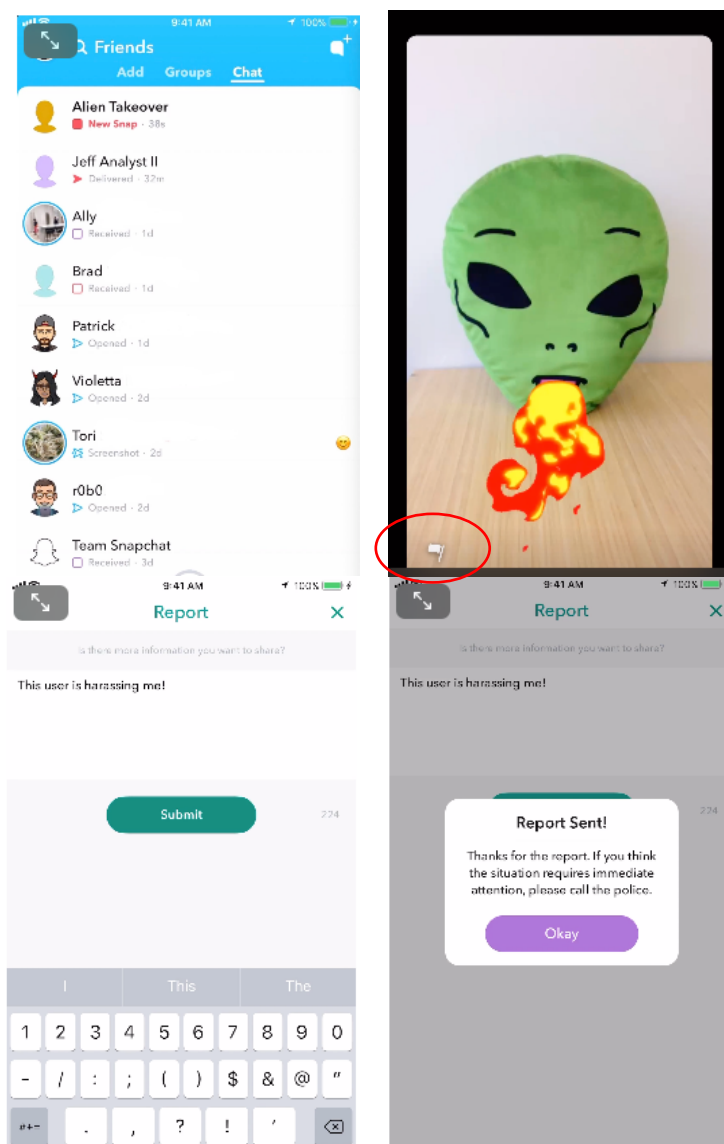 9:41 AM
100%
Friends
Add Groups Chat
Alien Takeover
New Snap · 38s
Jeff Analyst II
Delivered · 32m
Ally
Received · 1d
Brad
Received · 1d
Patrick
Opened · 1d
Violetta
Opened · 2d
Tori
Screenshot · 2d
r0b0
Opened · 2d
Team Snapchat
Received · 3d
9:41 AM
100%
Report
Is there more information you want to share?
This user is harassing me!
Submit
224
I This The
1 2 3 4 5 6 7 8 9 0
- / : ; ( ) $ & @ "
#+= . , ? ! '
9:41 AM
100%
Report
Is there more information you want to share?
This user is harassing me!
224
Report Sent!
Thanks for the report. If you think
the situation requires immediate
attention, please call the police.
Okay